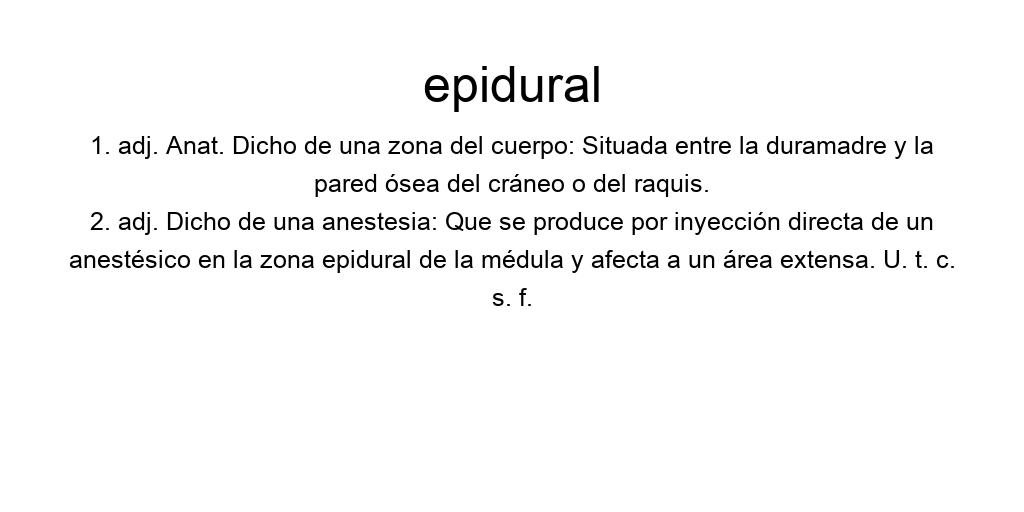 epidural
1. adj. Anat. Dicho de una zona del cuerpo: Situada entre la duramadre y la
pared ósea del cráneo o del raquis.
2. adj. Dicho de una anestesia: Que se produce por inyección directa de un
anestésico en la zona epidural de la médula y afecta a un área extensa. U. t. c.
s. f.